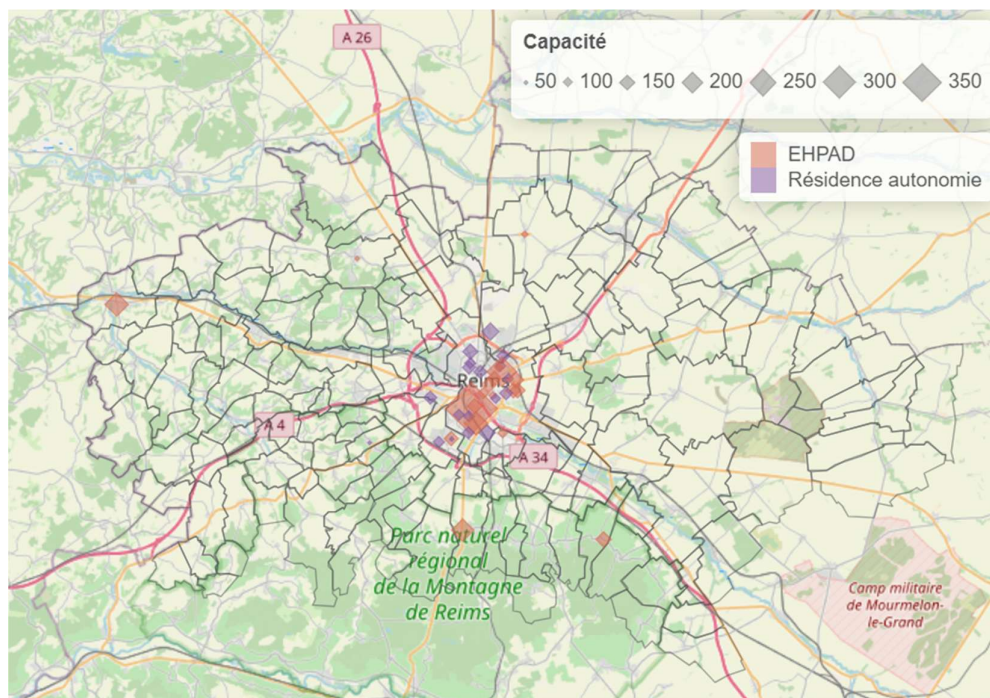 A 26
Capacité
50 100 150 200 250 300 350
EHPAD
Résidence autonomie
Reims
A 4
A 34
Parc naturel
régional
de la Montagne
de Reims
Camp militaire
de Mourmelon-
le-Grand